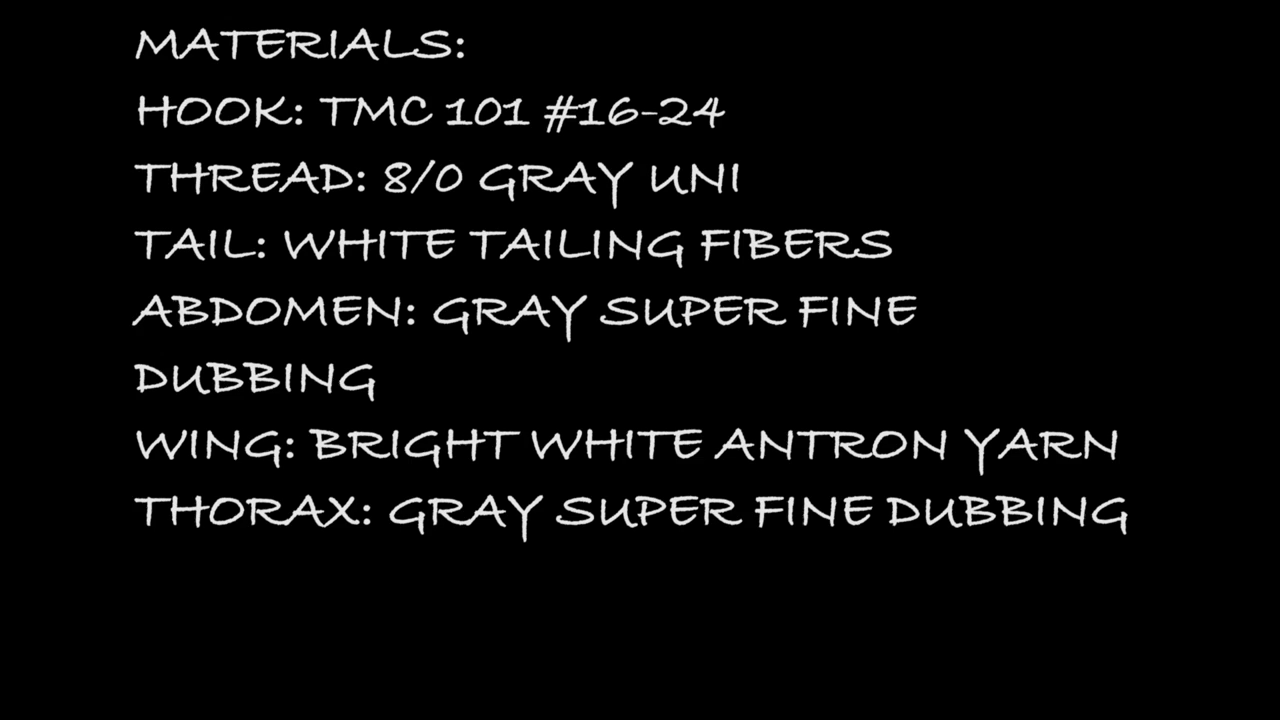 MATERIALS:
HOOK: TMC 101 #16-24
THREAD: 8/0 GRAY UNI
TAIL: WHITE TAILING FIBERS
ABDOMEN: GRAY SUPER FINE
DUBBING
WING: BRIGHT WHITE ANTRON YARN
THORAX: GRAY SUPER FINE DUBBING